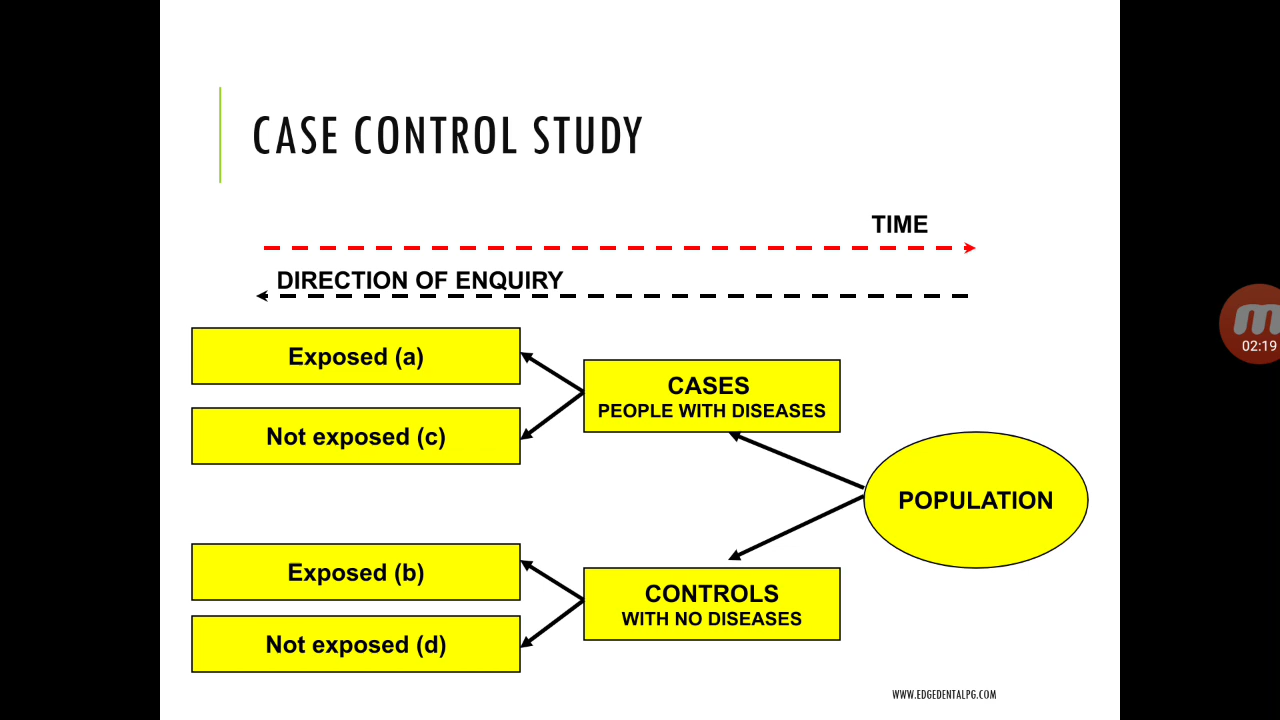 CASE CONTROL STUDY
TIME
DIRECTION OF ENQUIRY
Exposed (a)
CASES
PEOPLE WITH DISEASES
Not exposed (c)
POPULATION
Exposed (b)
CONTROLS
WITH NO DISEASES
Not exposed (d)
WWW.EDGEDENTALPG.COM
m
02:19